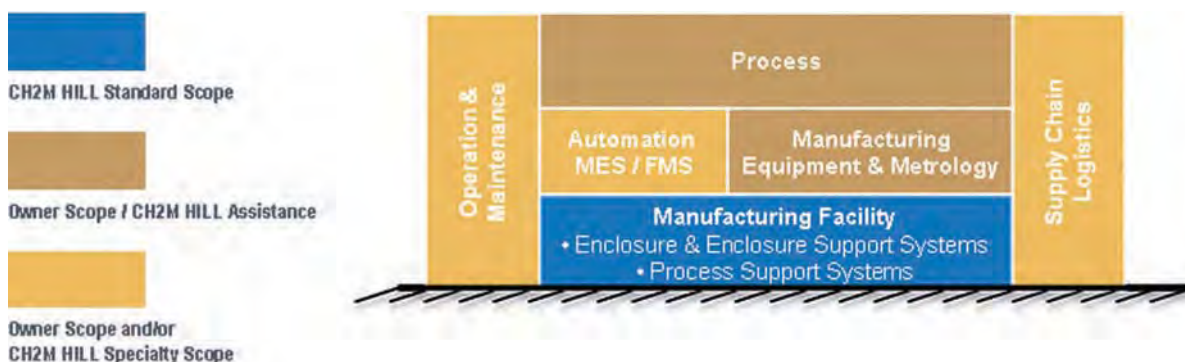 CH2M HILL Standard Scope
Owner Scope / CH2M HILL Assistance
Owner Scope and/or
CH2M HILL Specialty Scope
Operation &
Maintenance
Process
Automation
MES / FMS
Manufacturing
Equipment & Metrology
Manufacturing Facility
• Enclosure & Enclosure Support Systems
• Process Support Systems
Supply Chain
Logistics